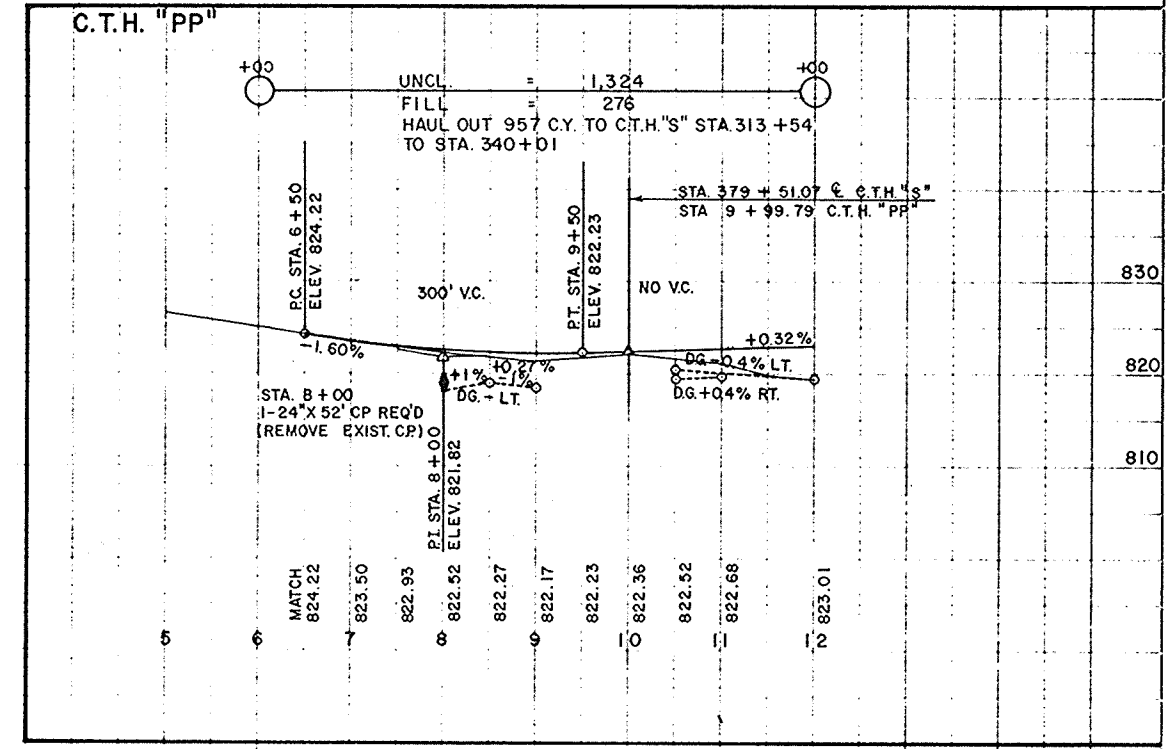 C.T.H. "PP"
+00
+00
UNCL. = 1,324
FILL = 276
HAUL OUT 957 C.Y. TO C.T.H."S" STA.313 +54
TO STA. 340+01
P.C. STA. 6+50
ELEV. 824.22
P.T. STA. 9+50
ELEV. 822.23
STA. 379 + 51.07 ℄ C.T.H. "S"
STA 9 + 99.79 C.T.H. "PP"
830
300' V.C.
NO V.C.
-1.60%
+0.27%
+0.32%
820
+1%
-1%
D.G. - LT.
D.G.-0.4% LT.
D.G.+0.4% RT.
STA. 8+00
1-24"X 52' CP REQ'D
(REMOVE EXIST. C.P.)
810
P.I. STA. 8+00
ELEV. 821.82
MATCH
824.22
823.50
822.93
822.52
822.27
822.17
822.23
822.36
822.52
822.68
823.01
5 6 7 8 9 10 11 12